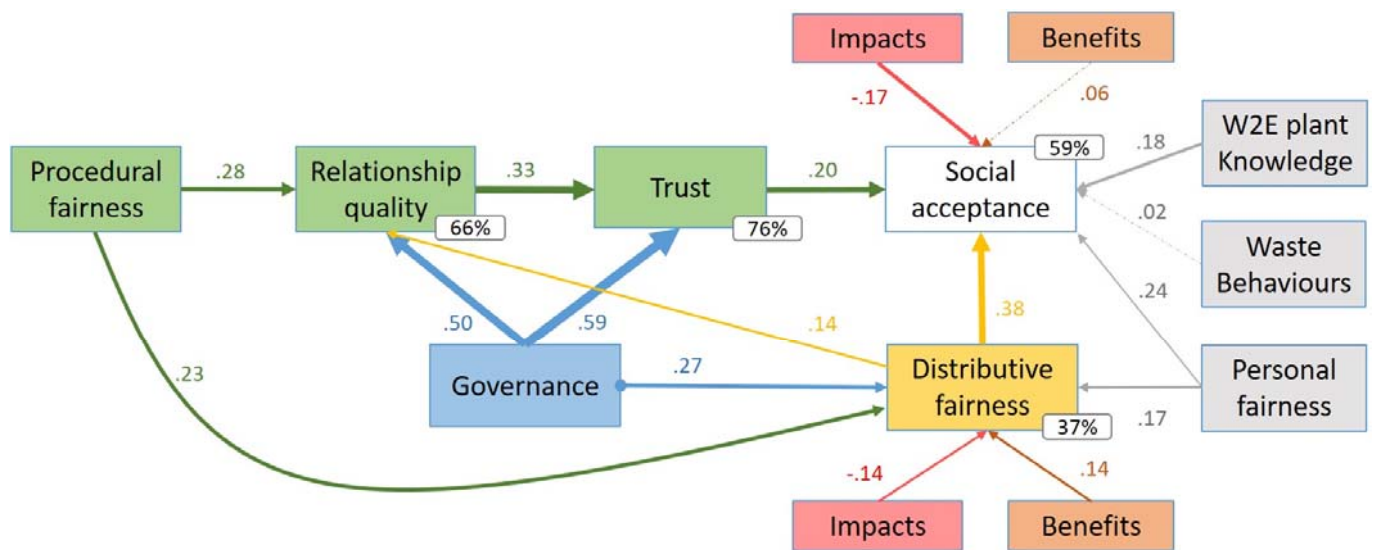 Impacts
Benefits
-.17
.06
W2E plant
Knowledge
.18
59%
Procedural
fairness
.28
Relationship
quality
66%
.33
Trust
76%
.20
Social
acceptance
.02
Waste
Behaviours
.24
.50
.59
.14
.38
.23
Governance
.27
Distributive
fairness
37%
.17
Personal
fairness
-.14
.14
Impacts
Benefits